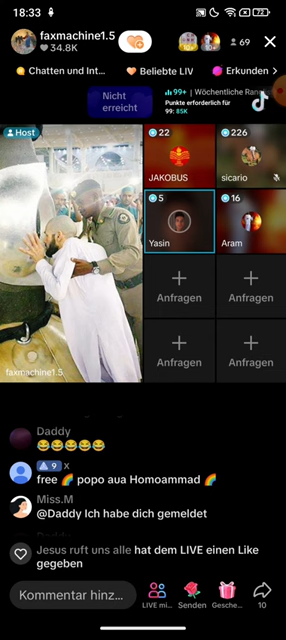 18:33
72
faxmachine1.5
34.8K
69
Chatten und Int...
Beliebte LIV
Erkunden
Nicht
erreicht
99+ | Wöchentliche Ran
Punkte erforderlich für
99: 85K
Host
22
226
JAKOBUS
sicario
5
16
Yasin
Aram
Anfragen
Anfragen
Anfragen
Anfragen
faxmachine1.5
Daddy
😂😂😂😂😂
9 X
free 🌈 popo aua Homoammad 🌈
Miss.M
@Daddy Ich habe dich gemeldet
Jesus ruft uns alle hat dem LIVE einen Like
gegeben
Kommentar hinz...
LIVE mi...
Senden
Gesche...
10